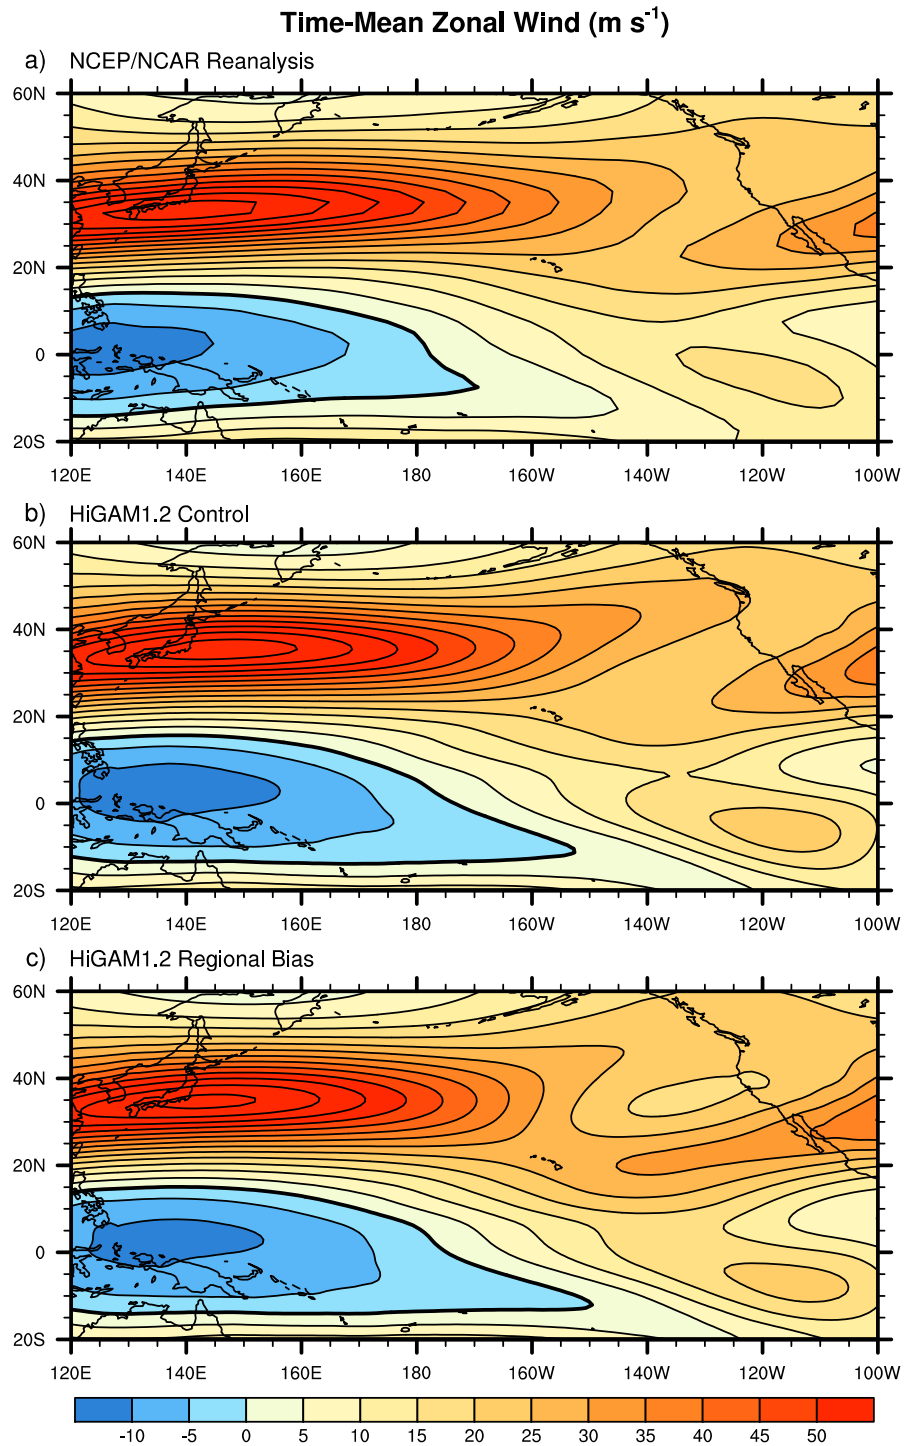 Time-Mean Zonal Wind (m s⁻¹)
a) NCEP/NCAR Reanalysis
60N
40N
20N
0
20S
120E 140E 160E 180 160W 140W 120W 100W
b) HiGAM1.2 Control
60N
40N
20N
0
20S
120E 140E 160E 180 160W 140W 120W 100W
c) HiGAM1.2 Regional Bias
60N
40N
20N
0
20S
120E 140E 160E 180 160W 140W 120W 100W
-10 -5 0 5 10 15 20 25 30 35 40 45 50